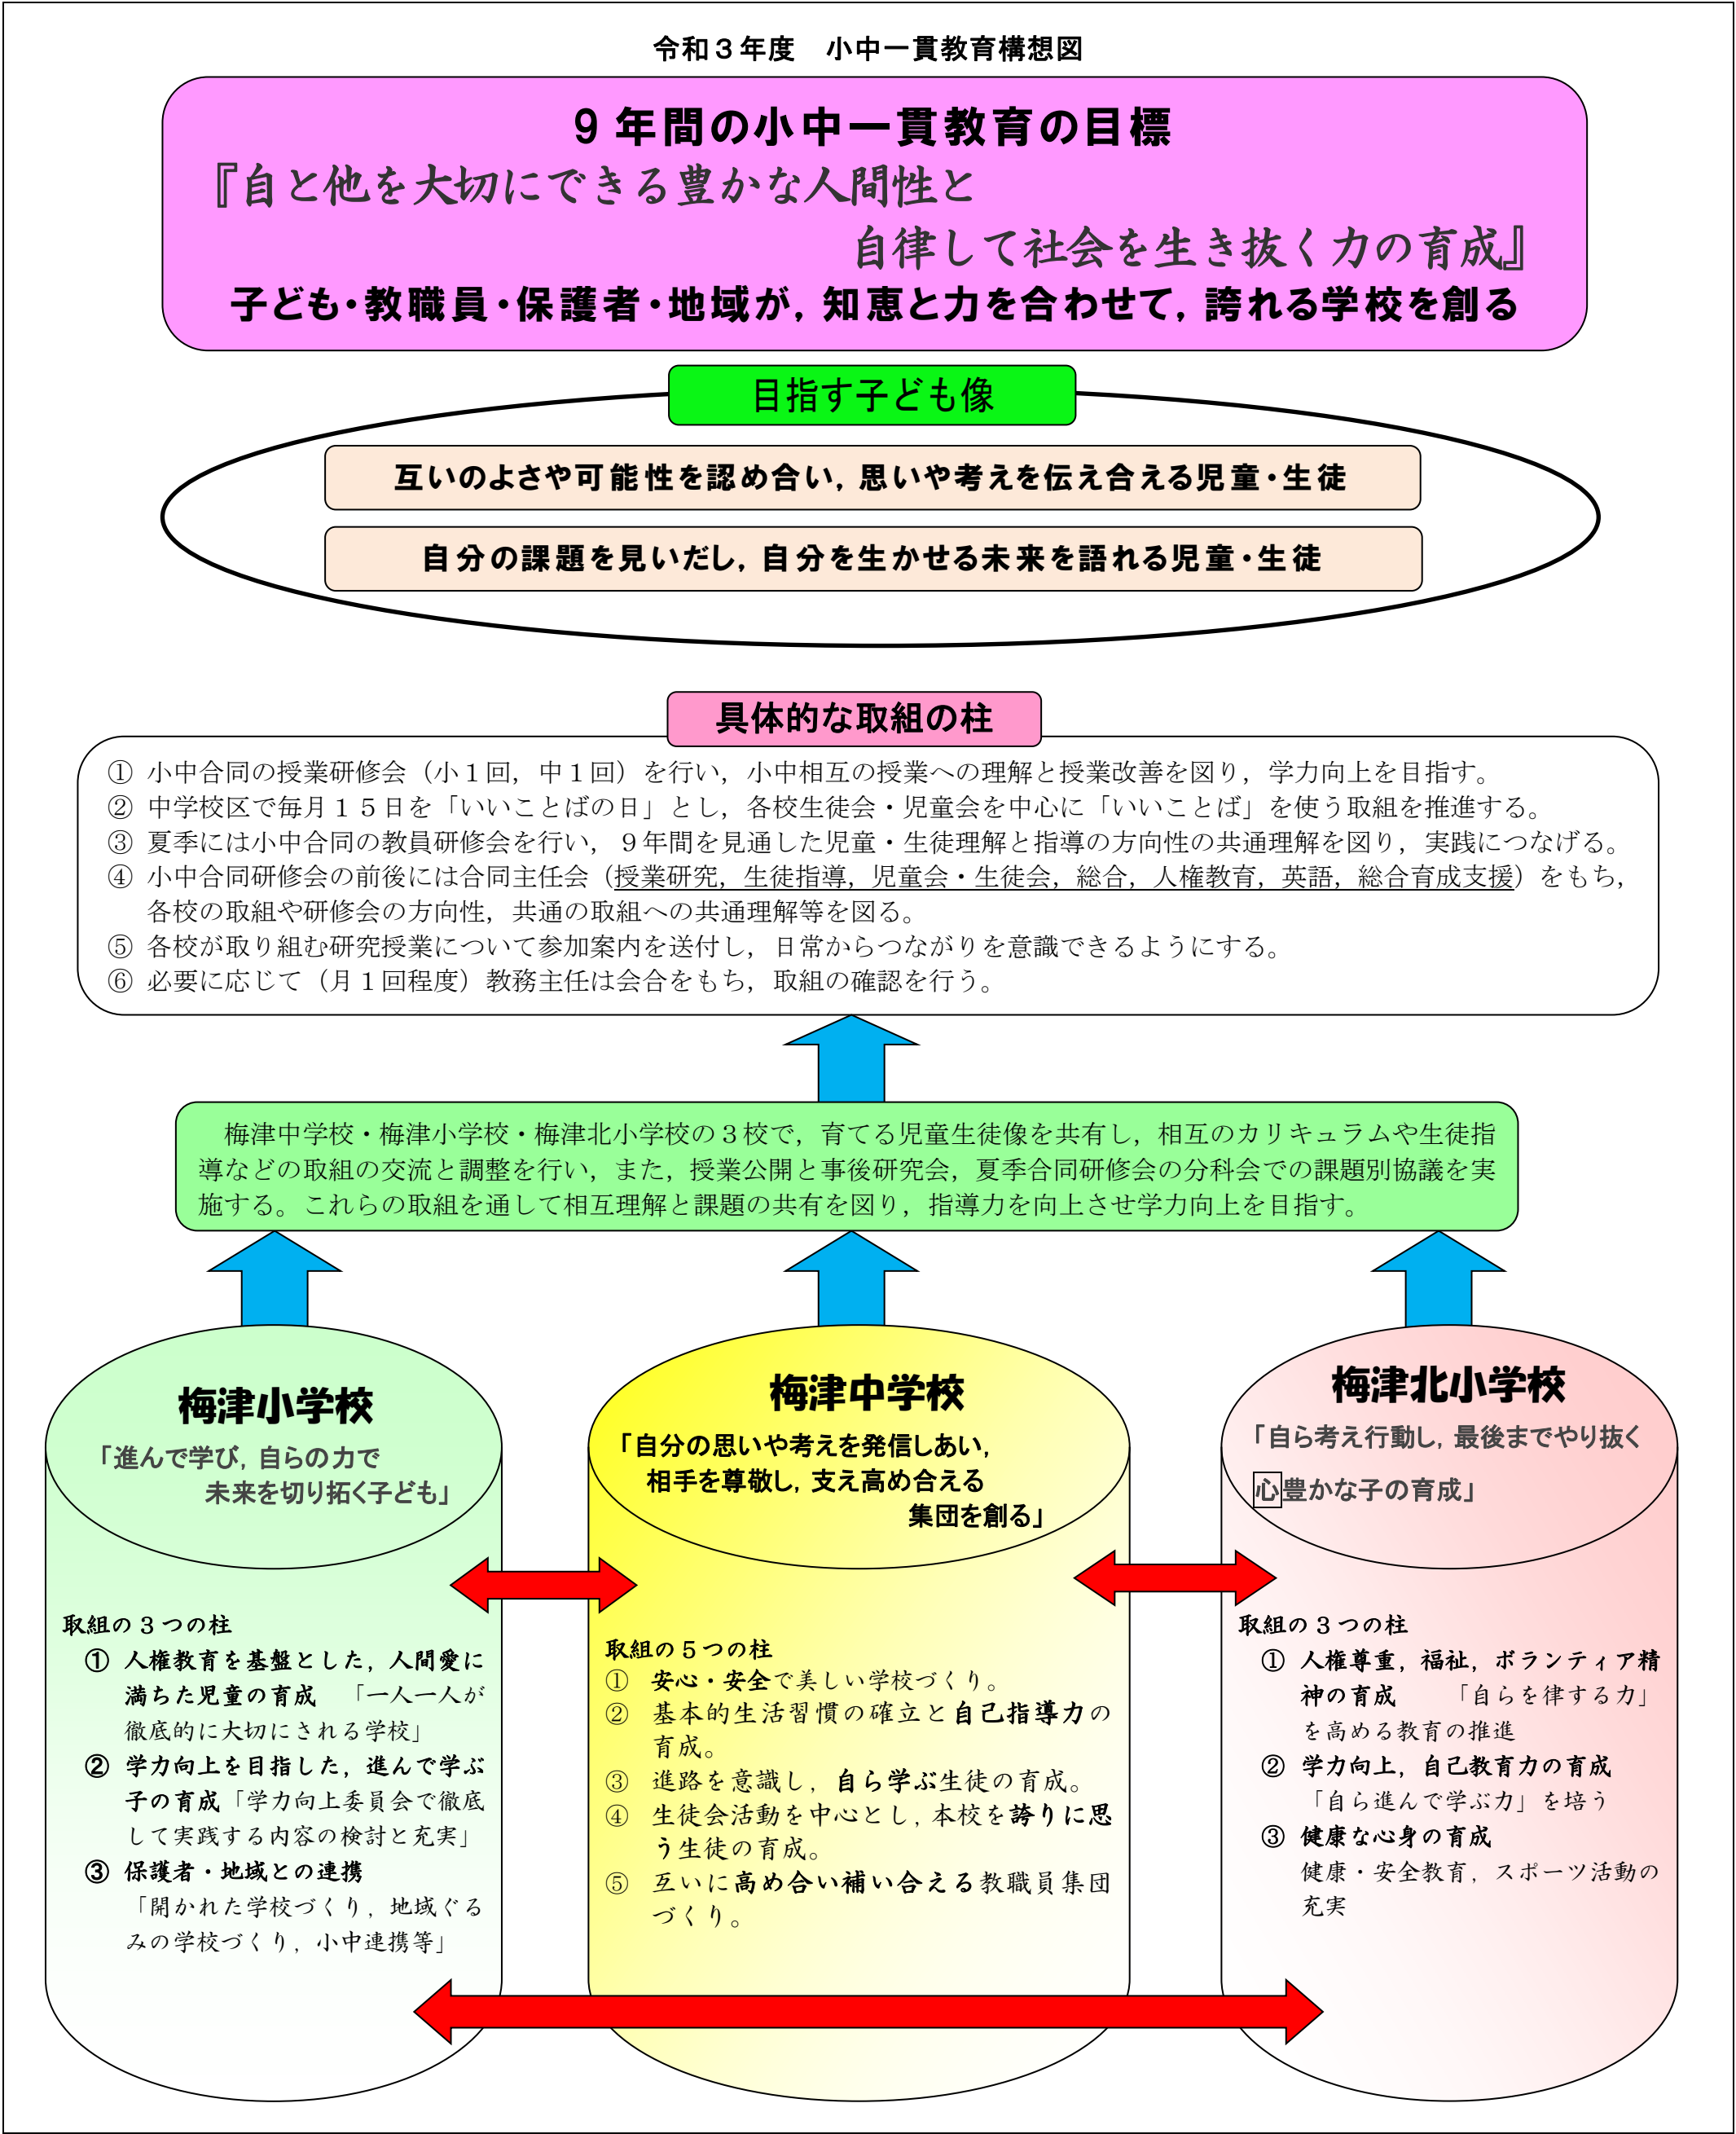 令和３年度　小中一貫教育構想図
９年間の小中一貫教育の目標
『自と他を大切にできる豊かな人間性と
自律して社会を生き抜く力の育成』
子ども・教職員・保護者・地域が，知恵と力を合わせて，誇れる学校を創る
目指す子ども像
互いのよさや可能性を認め合い，思いや考えを伝え合える児童・生徒
自分の課題を見いだし，自分を生かせる未来を語れる児童・生徒
具体的な取組の柱
① 小中合同の授業研修会（小１回，中１回）を行い，小中相互の授業への理解と授業改善を図り，学力向上を目指す。
② 中学校区で毎月１５日を「いいことばの日」とし，各校生徒会・児童会を中心に「いいことば」を使う取組を推進する。
③ 夏季には小中合同の教員研修会を行い，９年間を見通した児童・生徒理解と指導の方向性の共通理解を図り，実践につなげる。
④ 小中合同研修会の前後には合同主任会（授業研究，生徒指導，児童会・生徒会，総合，人権教育，英語，総合育成支援）をもち，
各校の取組や研修会の方向性，共通の取組への共通理解等を図る。
⑤ 各校が取り組む研究授業について参加案内を送付し，日常からつながりを意識できるようにする。
⑥ 必要に応じて（月１回程度）教務主任は会合をもち，取組の確認を行う。
梅津中学校・梅津小学校・梅津北小学校の３校で，育てる児童生徒像を共有し，相互のカリキュラムや生徒指
導などの取組の交流と調整を行い，また，授業公開と事後研究会，夏季合同研修会の分科会での課題別協議を実
施する。これらの取組を通して相互理解と課題の共有を図り，指導力を向上させ学力向上を目指す。
梅津小学校
「進んで学び，自らの力で
未来を切り拓く子ども」
取組の３つの柱
① 人権教育を基盤とした，人間愛に
満ちた児童の育成　「一人一人が
徹底的に大切にされる学校」
② 学力向上を目指した，進んで学ぶ
子の育成「学力向上委員会で徹底
して実践する内容の検討と充実」
③ 保護者・地域との連携
「開かれた学校づくり，地域ぐる
みの学校づくり，小中連携等」
梅津中学校
「自分の思いや考えを発信しあい，
相手を尊敬し，支え高め合える
集団を創る」
取組の５つの柱
① 安心・安全で美しい学校づくり。
② 基本的生活習慣の確立と自己指導力の
育成。
③ 進路を意識し，自ら学ぶ生徒の育成。
④ 生徒会活動を中心とし，本校を誇りに思
う生徒の育成。
⑤ 互いに高め合い補い合える教職員集団
づくり。
梅津北小学校
「自ら考え行動し，最後までやり抜く
心豊かな子の育成」
取組の３つの柱
① 人権尊重，福祉，ボランティア精
神の育成　　「自らを律する力」
を高める教育の推進
② 学力向上，自己教育力の育成
「自ら進んで学ぶ力」を培う
③ 健康な心身の育成
健康・安全教育，スポーツ活動の
充実